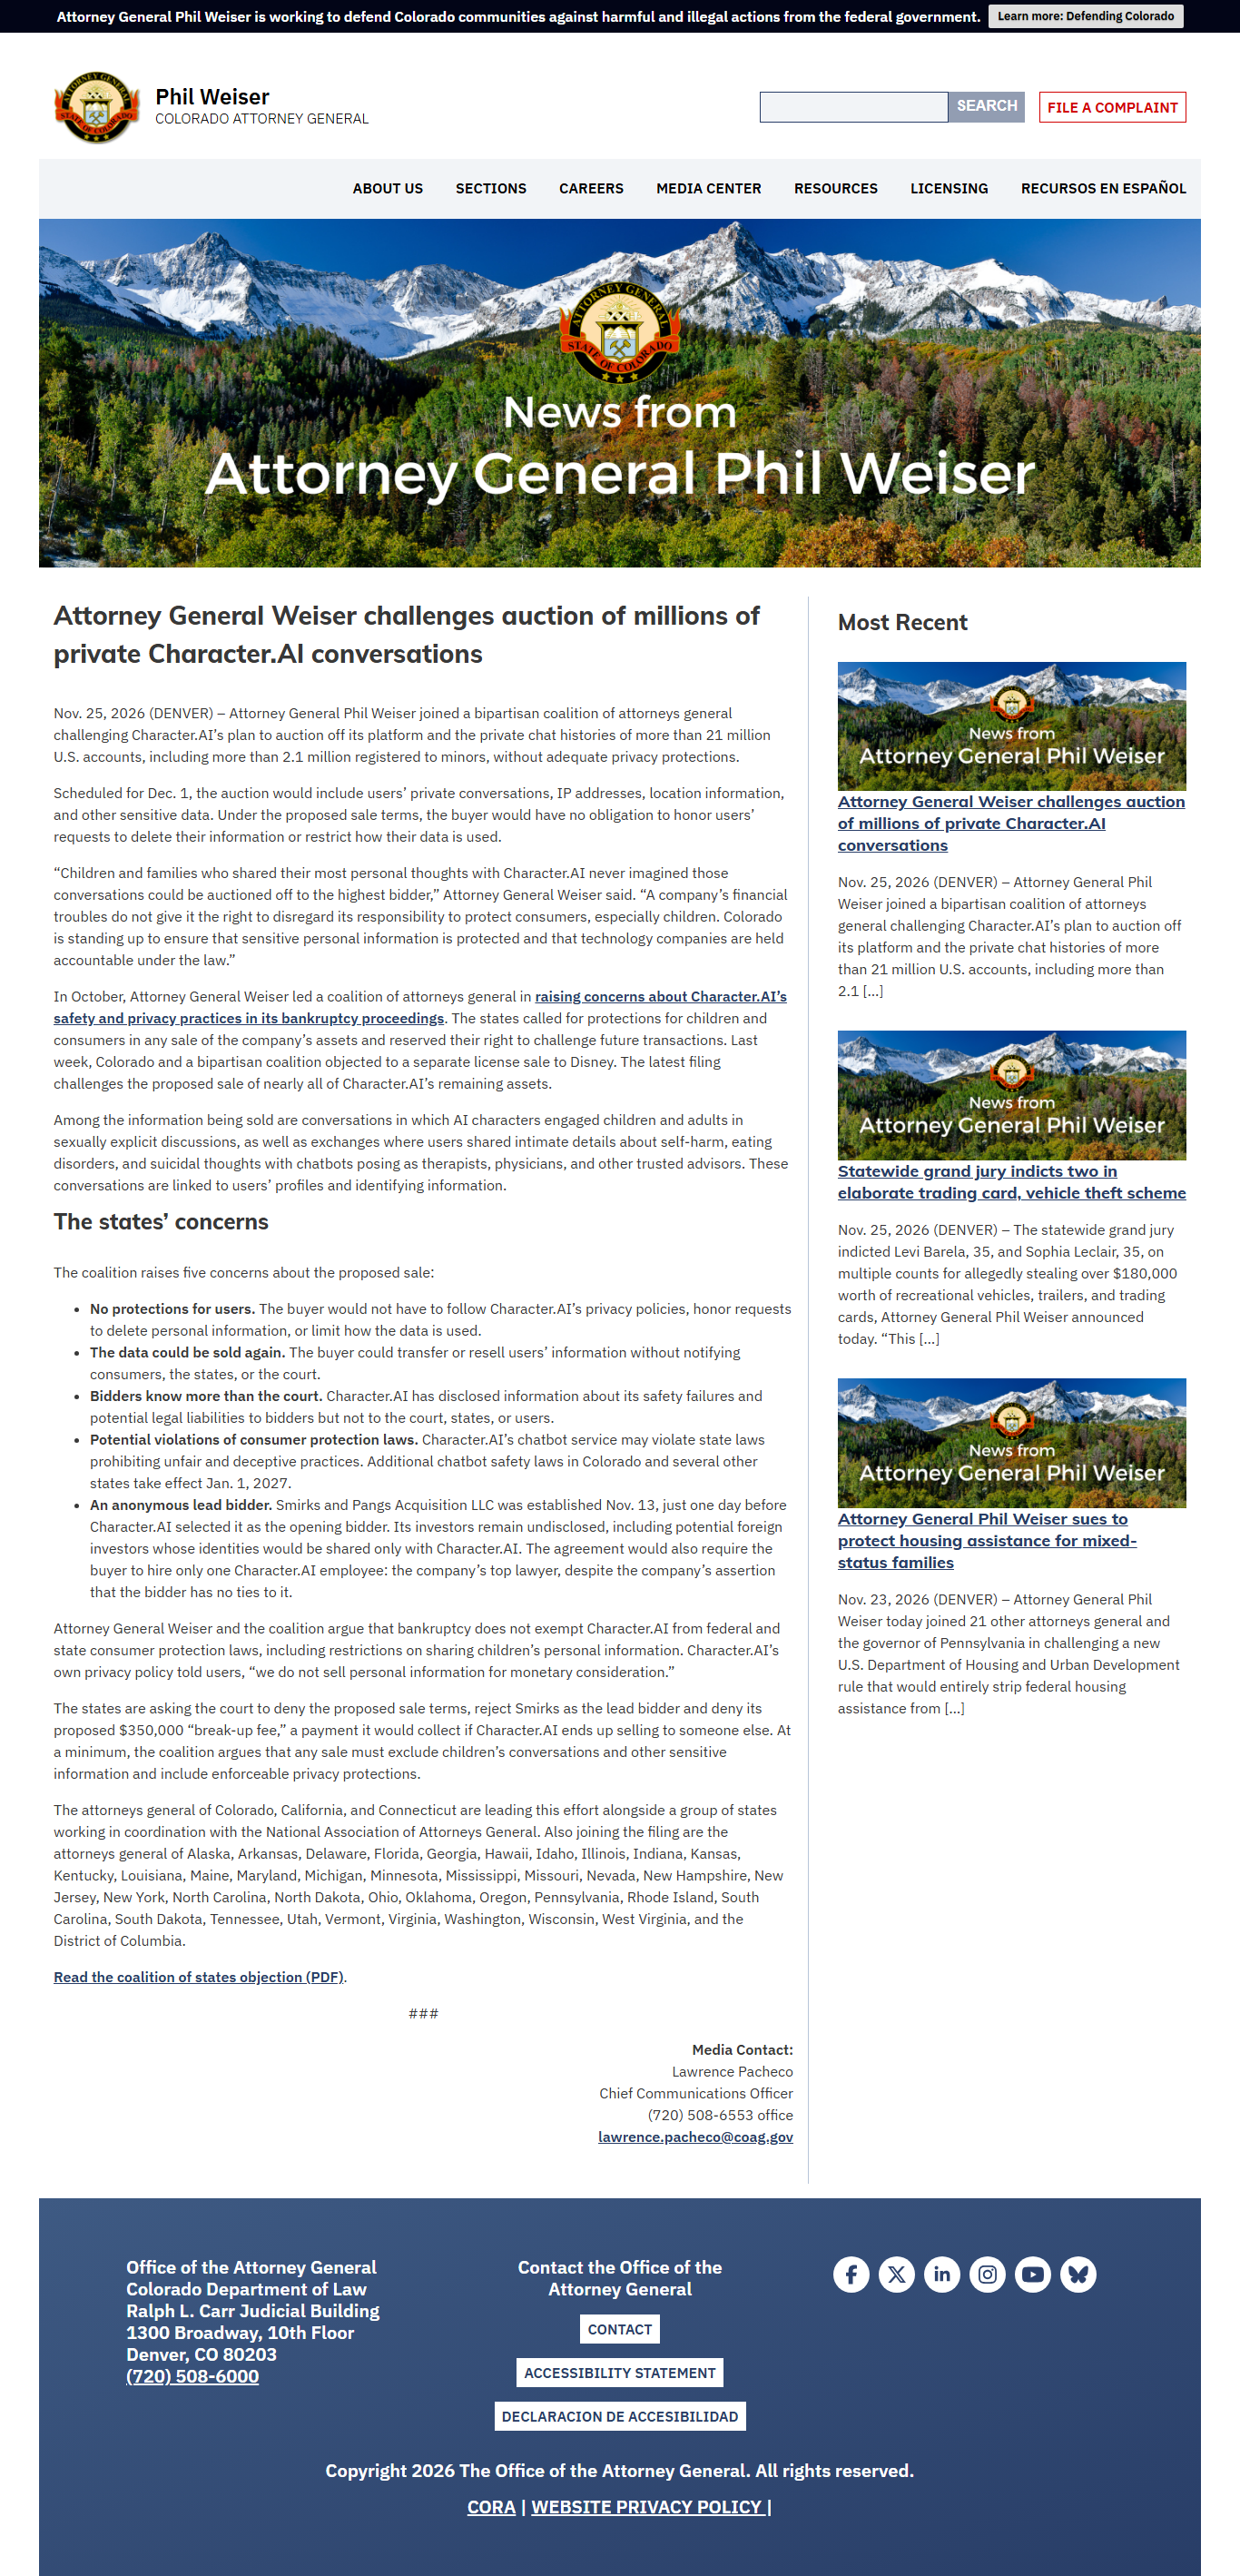 Attorney General Phil Weiser is working to defend Colorado communities against harmful and illegal actions from the federal government. Learn more: Defending Colorado
ATTORNEY GENERAL
STATE OF COLORADO
Phil Weiser
COLORADO ATTORNEY GENERAL
SEARCH
FILE A COMPLAINT
ABOUT US SECTIONS CAREERS MEDIA CENTER RESOURCES LICENSING RECURSOS EN ESPAÑOL
ATTORNEY GENERAL
STATE OF COLORADO
News from
Attorney General Phil Weiser
Attorney General Weiser challenges auction of millions of
private Character.AI conversations
Nov. 25, 2026 (DENVER) – Attorney General Phil Weiser joined a bipartisan coalition of attorneys general
challenging Character.AI’s plan to auction off its platform and the private chat histories of more than 21 million
U.S. accounts, including more than 2.1 million registered to minors, without adequate privacy protections.
Scheduled for Dec. 1, the auction would include users’ private conversations, IP addresses, location information,
and other sensitive data. Under the proposed sale terms, the buyer would have no obligation to honor users’
requests to delete their information or restrict how their data is used.
“Children and families who shared their most personal thoughts with Character.AI never imagined those
conversations could be auctioned off to the highest bidder,” Attorney General Weiser said. “A company’s financial
troubles do not give it the right to disregard its responsibility to protect consumers, especially children. Colorado
is standing up to ensure that sensitive personal information is protected and that technology companies are held
accountable under the law.”
In October, Attorney General Weiser led a coalition of attorneys general in raising concerns about Character.AI’s
safety and privacy practices in its bankruptcy proceedings. The states called for protections for children and
consumers in any sale of the company’s assets and reserved their right to challenge future transactions. Last
week, Colorado and a bipartisan coalition objected to a separate license sale to Disney. The latest filing
challenges the proposed sale of nearly all of Character.AI’s remaining assets.
Among the information being sold are conversations in which AI characters engaged children and adults in
sexually explicit discussions, as well as exchanges where users shared intimate details about self-harm, eating
disorders, and suicidal thoughts with chatbots posing as therapists, physicians, and other trusted advisors. These
conversations are linked to users’ profiles and identifying information.
The states’ concerns
The coalition raises five concerns about the proposed sale:
• No protections for users. The buyer would not have to follow Character.AI’s privacy policies, honor requests
to delete personal information, or limit how the data is used.
• The data could be sold again. The buyer could transfer or resell users’ information without notifying
consumers, the states, or the court.
• Bidders know more than the court. Character.AI has disclosed information about its safety failures and
potential legal liabilities to bidders but not to the court, states, or users.
• Potential violations of consumer protection laws. Character.AI’s chatbot service may violate state laws
prohibiting unfair and deceptive practices. Additional chatbot safety laws in Colorado and several other
states take effect Jan. 1, 2027.
• An anonymous lead bidder. Smirks and Pangs Acquisition LLC was established Nov. 13, just one day before
Character.AI selected it as the opening bidder. Its investors remain undisclosed, including potential foreign
investors whose identities would be shared only with Character.AI. The agreement would also require the
buyer to hire only one Character.AI employee: the company’s top lawyer, despite the company’s assertion
that the bidder has no ties to it.
Attorney General Weiser and the coalition argue that bankruptcy does not exempt Character.AI from federal and
state consumer protection laws, including restrictions on sharing children’s personal information. Character.AI’s
own privacy policy told users, “we do not sell personal information for monetary consideration.”
The states are asking the court to deny the proposed sale terms, reject Smirks as the lead bidder and deny its
proposed $350,000 “break-up fee,” a payment it would collect if Character.AI ends up selling to someone else. At
a minimum, the coalition argues that any sale must exclude children’s conversations and other sensitive
information and include enforceable privacy protections.
The attorneys general of Colorado, California, and Connecticut are leading this effort alongside a group of states
working in coordination with the National Association of Attorneys General. Also joining the filing are the
attorneys general of Alaska, Arkansas, Delaware, Florida, Georgia, Hawaii, Idaho, Illinois, Indiana, Kansas,
Kentucky, Louisiana, Maine, Maryland, Michigan, Minnesota, Mississippi, Missouri, Nevada, New Hampshire, New
Jersey, New York, North Carolina, North Dakota, Ohio, Oklahoma, Oregon, Pennsylvania, Rhode Island, South
Carolina, South Dakota, Tennessee, Utah, Vermont, Virginia, Washington, Wisconsin, West Virginia, and the
District of Columbia.
Read the coalition of states objection (PDF).
###
Media Contact:
Lawrence Pacheco
Chief Communications Officer
(720) 508-6553 office
lawrence.pacheco@coag.gov
Most Recent
News from
Attorney General Phil Weiser
Attorney General Weiser challenges auction
of millions of private Character.AI
conversations
Nov. 25, 2026 (DENVER) – Attorney General Phil
Weiser joined a bipartisan coalition of attorneys
general challenging Character.AI’s plan to auction off
its platform and the private chat histories of more
than 21 million U.S. accounts, including more than
2.1 [...]
News from
Attorney General Phil Weiser
Statewide grand jury indicts two in
elaborate trading card, vehicle theft scheme
Nov. 25, 2026 (DENVER) – The statewide grand jury
indicted Levi Barela, 35, and Sophia Leclair, 35, on
multiple counts for allegedly stealing over $180,000
worth of recreational vehicles, trailers, and trading
cards, Attorney General Phil Weiser announced
today. “This [...]
News from
Attorney General Phil Weiser
Attorney General Phil Weiser sues to
protect housing assistance for mixed-
status families
Nov. 23, 2026 (DENVER) – Attorney General Phil
Weiser today joined 21 other attorneys general and
the governor of Pennsylvania in challenging a new
U.S. Department of Housing and Urban Development
rule that would entirely strip federal housing
assistance from [...]
Office of the Attorney General
Colorado Department of Law
Ralph L. Carr Judicial Building
1300 Broadway, 10th Floor
Denver, CO 80203
(720) 508-6000
Contact the Office of the
Attorney General
CONTACT
ACCESSIBILITY STATEMENT
DECLARACION DE ACCESIBILIDAD
Copyright 2026 The Office of the Attorney General. All rights reserved.
CORA | WEBSITE PRIVACY POLICY |